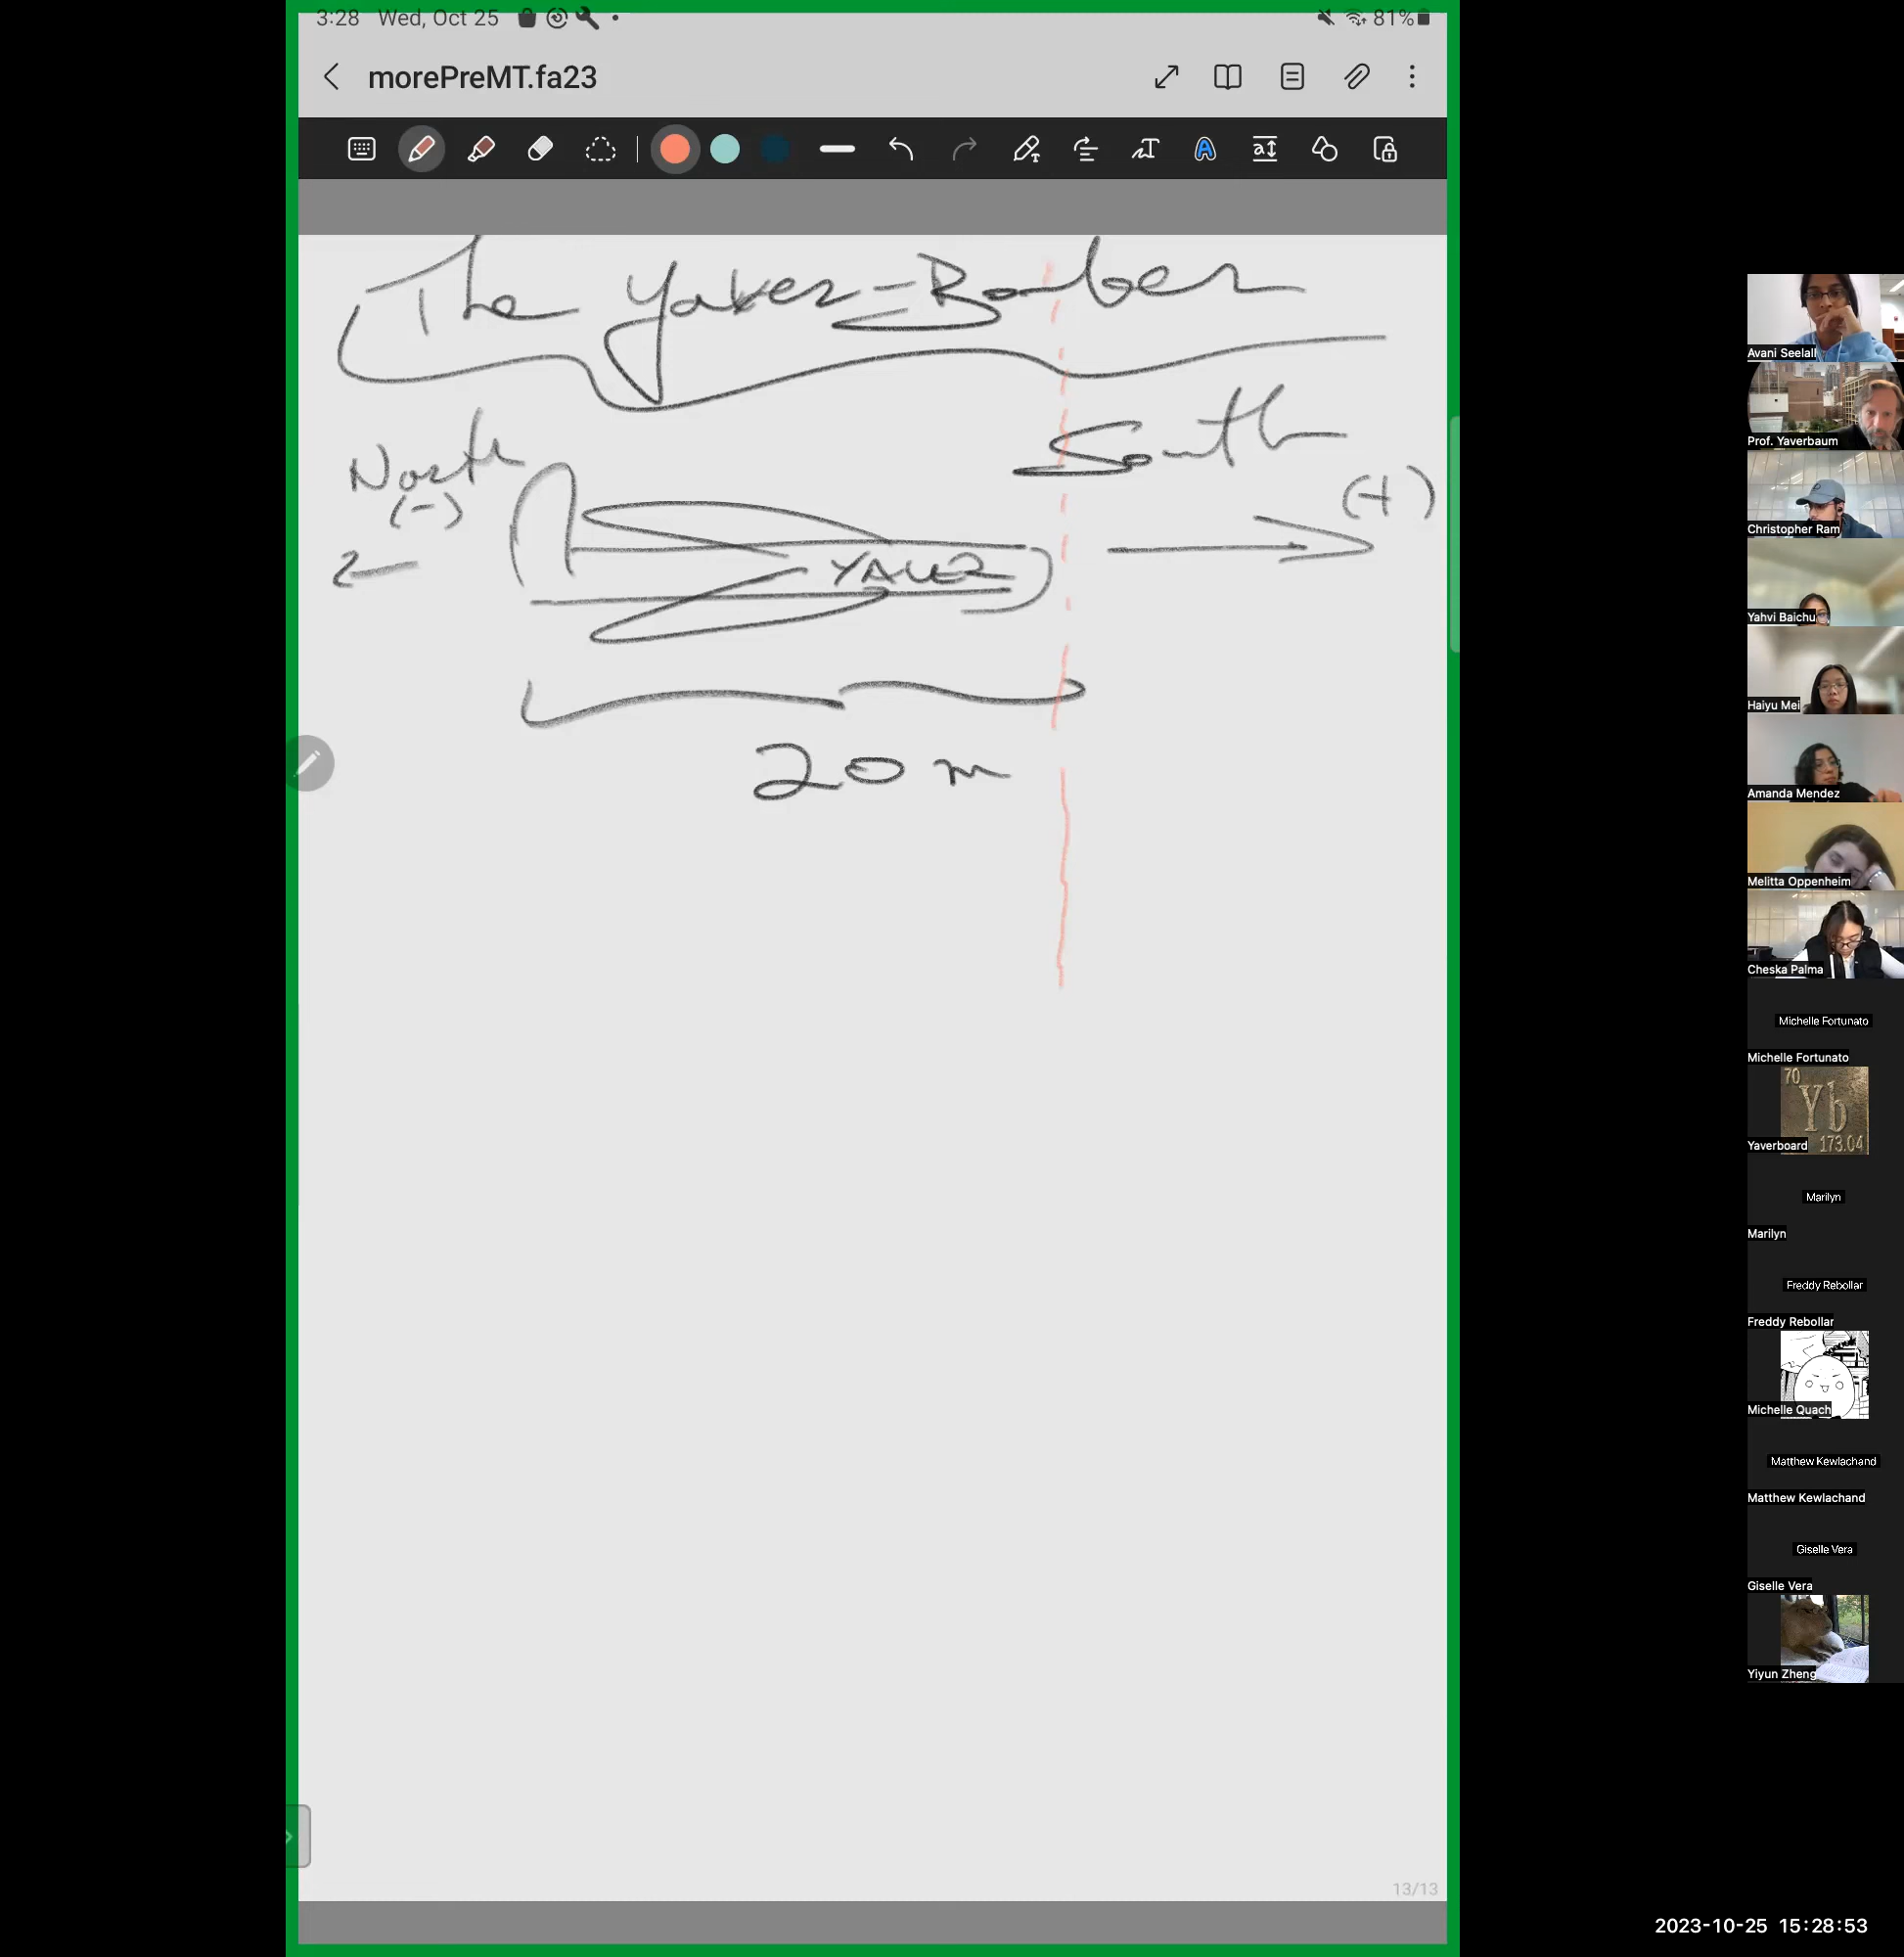 3:28 Wed, Oct 25
81%
morePreMT.fa23
The Yaver-Bomber
North
(-)
South
(+)
YAVER
20 m
13/13
Avani Seelall
Prof. Yaverbaum
Christopher Ram
Yahvi Baichu
Haiyu Mei
Amanda Mendez
Melitta Oppenheim
Cheska Palma
Michelle Fortunato
Michelle Fortunato
70
Yb
173.04
Yaverboard
Marilyn
Marilyn
Freddy Rebollar
Freddy Rebollar
Michelle Quach
Matthew Kewlachand
Matthew Kewlachand
Giselle Vera
Giselle Vera
Yiyun Zheng
2023-10-25 15:28:53